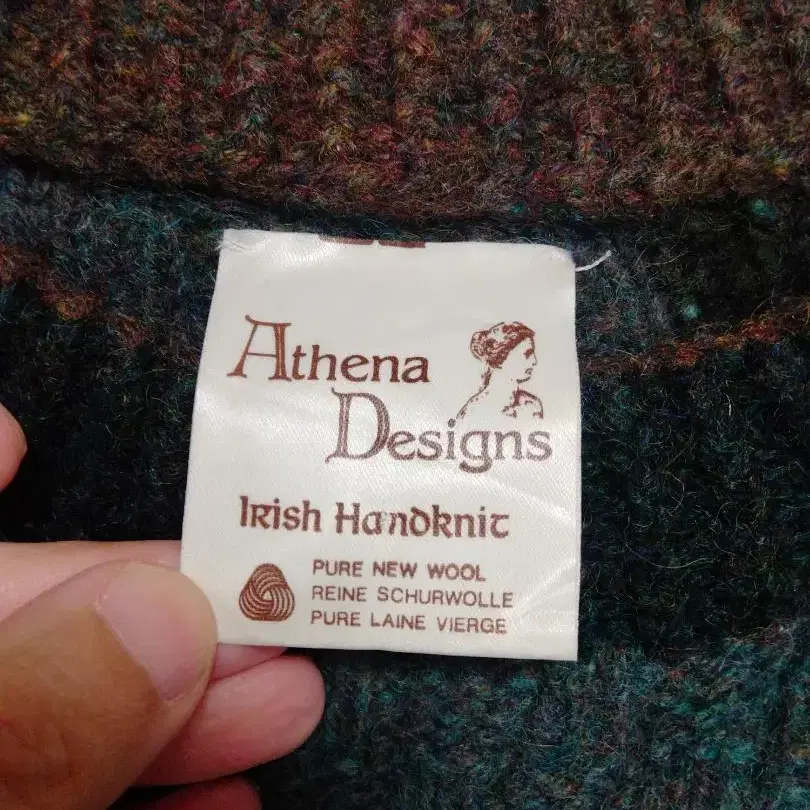 Athena
Designs
Irish Handknit
PURE NEW WOOL
REINE SCHURWOLLE
PURE LAINE VIERGE